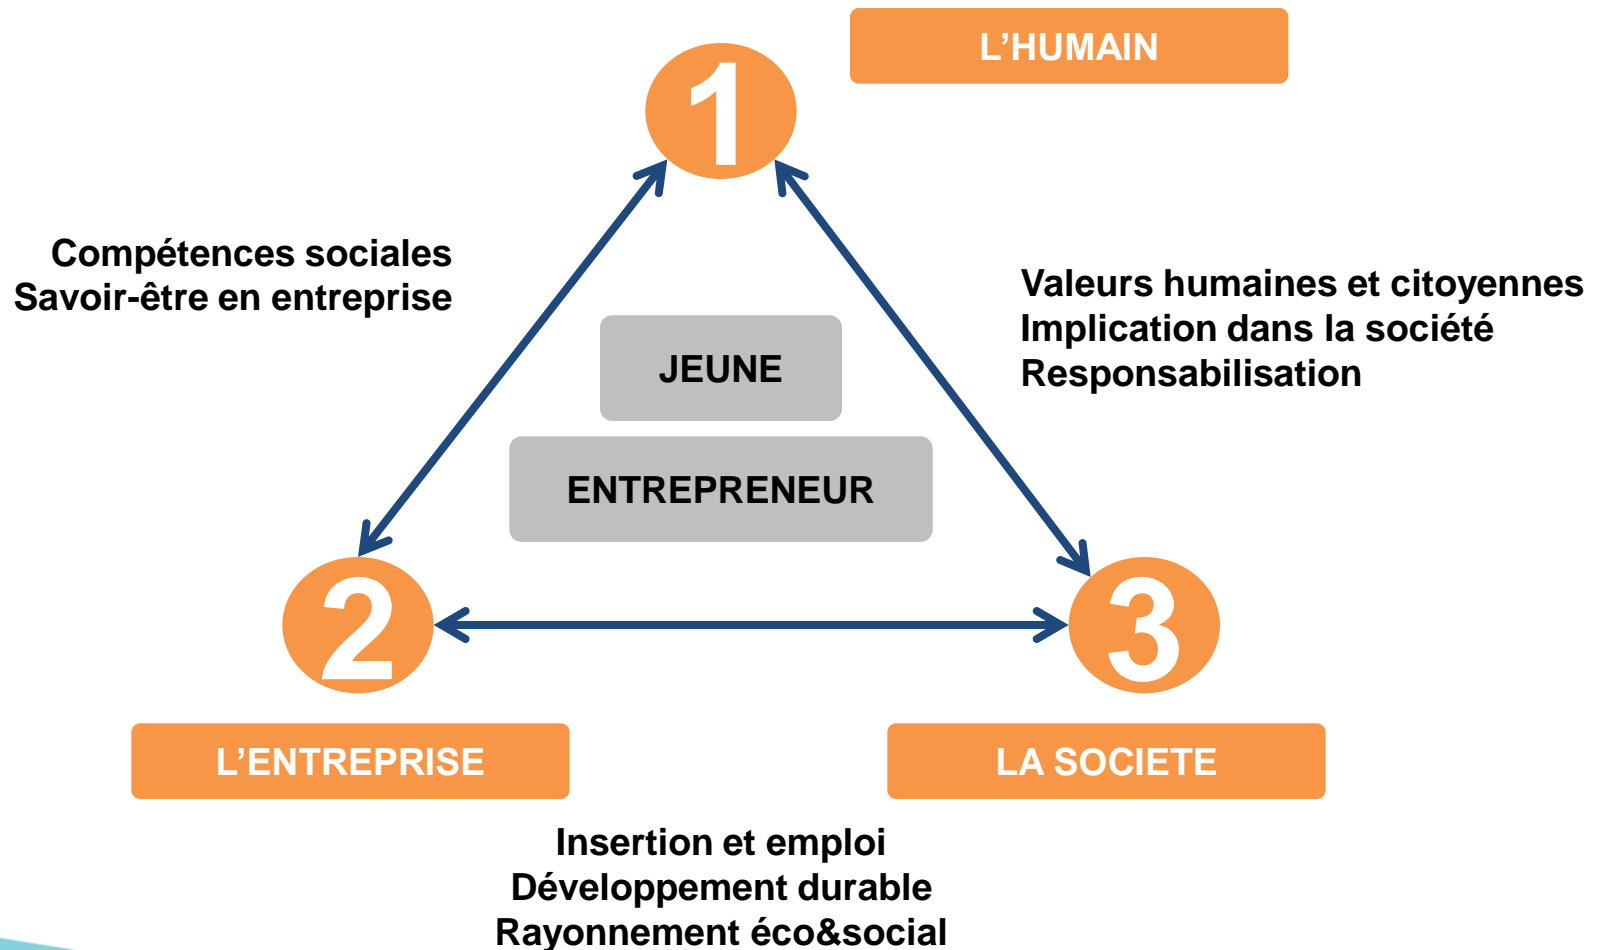 L’HUMAIN
1
Compétences sociales
Savoir-être en entreprise
Valeurs humaines et citoyennes
Implication dans la société
Responsabilisation
JEUNE
ENTREPRENEUR
2
3
L’ENTREPRISE
LA SOCIETE
Insertion et emploi
Développement durable
Rayonnement éco&social